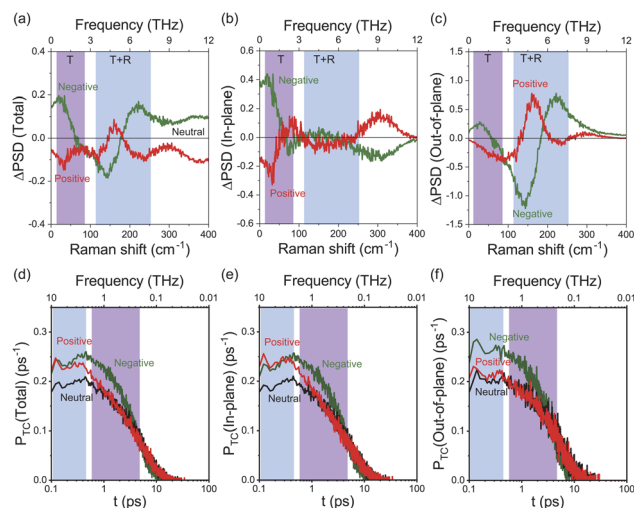 Frequency (THz)
Frequency (THz)
Frequency (THz)
(a)
0 3 6 9 12
(b)
0 3 6 9 12
(c)
0 3 6 9 12
ΔPSD (Total)
0.4
0.2
0.0
-0.2
-0.4
T
T+R
Negative
Neutral
Positive
0 100 200 300 400
Raman shift (cm⁻¹)
ΔPSD (In-plane)
0.6
0.4
0.2
0.0
-0.2
-0.4
T
T+R
Negative
Positive
0 100 200 300 400
Raman shift (cm⁻¹)
ΔPSD (Out-of-plane)
1.0
0.5
0.0
-0.5
-1.0
-1.5
T
T+R
Positive
Negative
0 100 200 300 400
Raman shift (cm⁻¹)
(d)
Frequency (THz)
10 1 0.1 0.01
(e)
Frequency (THz)
10 1 0.1 0.01
(f)
Frequency (THz)
10 1 0.1 0.01
P_TC(Total) (ps⁻¹)
0.3
0.2
0.1
0.0
Positive
Negative
Neutral
0.1 1 10 100
t (ps)
P_TC(In-plane) (ps⁻¹)
0.3
0.2
0.1
0.0
Positive
Negative
Neutral
0.1 1 10 100
t (ps)
P_TC(Out-of-plane) (ps⁻¹)
0.3
0.2
0.1
0.0
Negative
Positive
Neutral
0.1 1 10 100
t (ps)